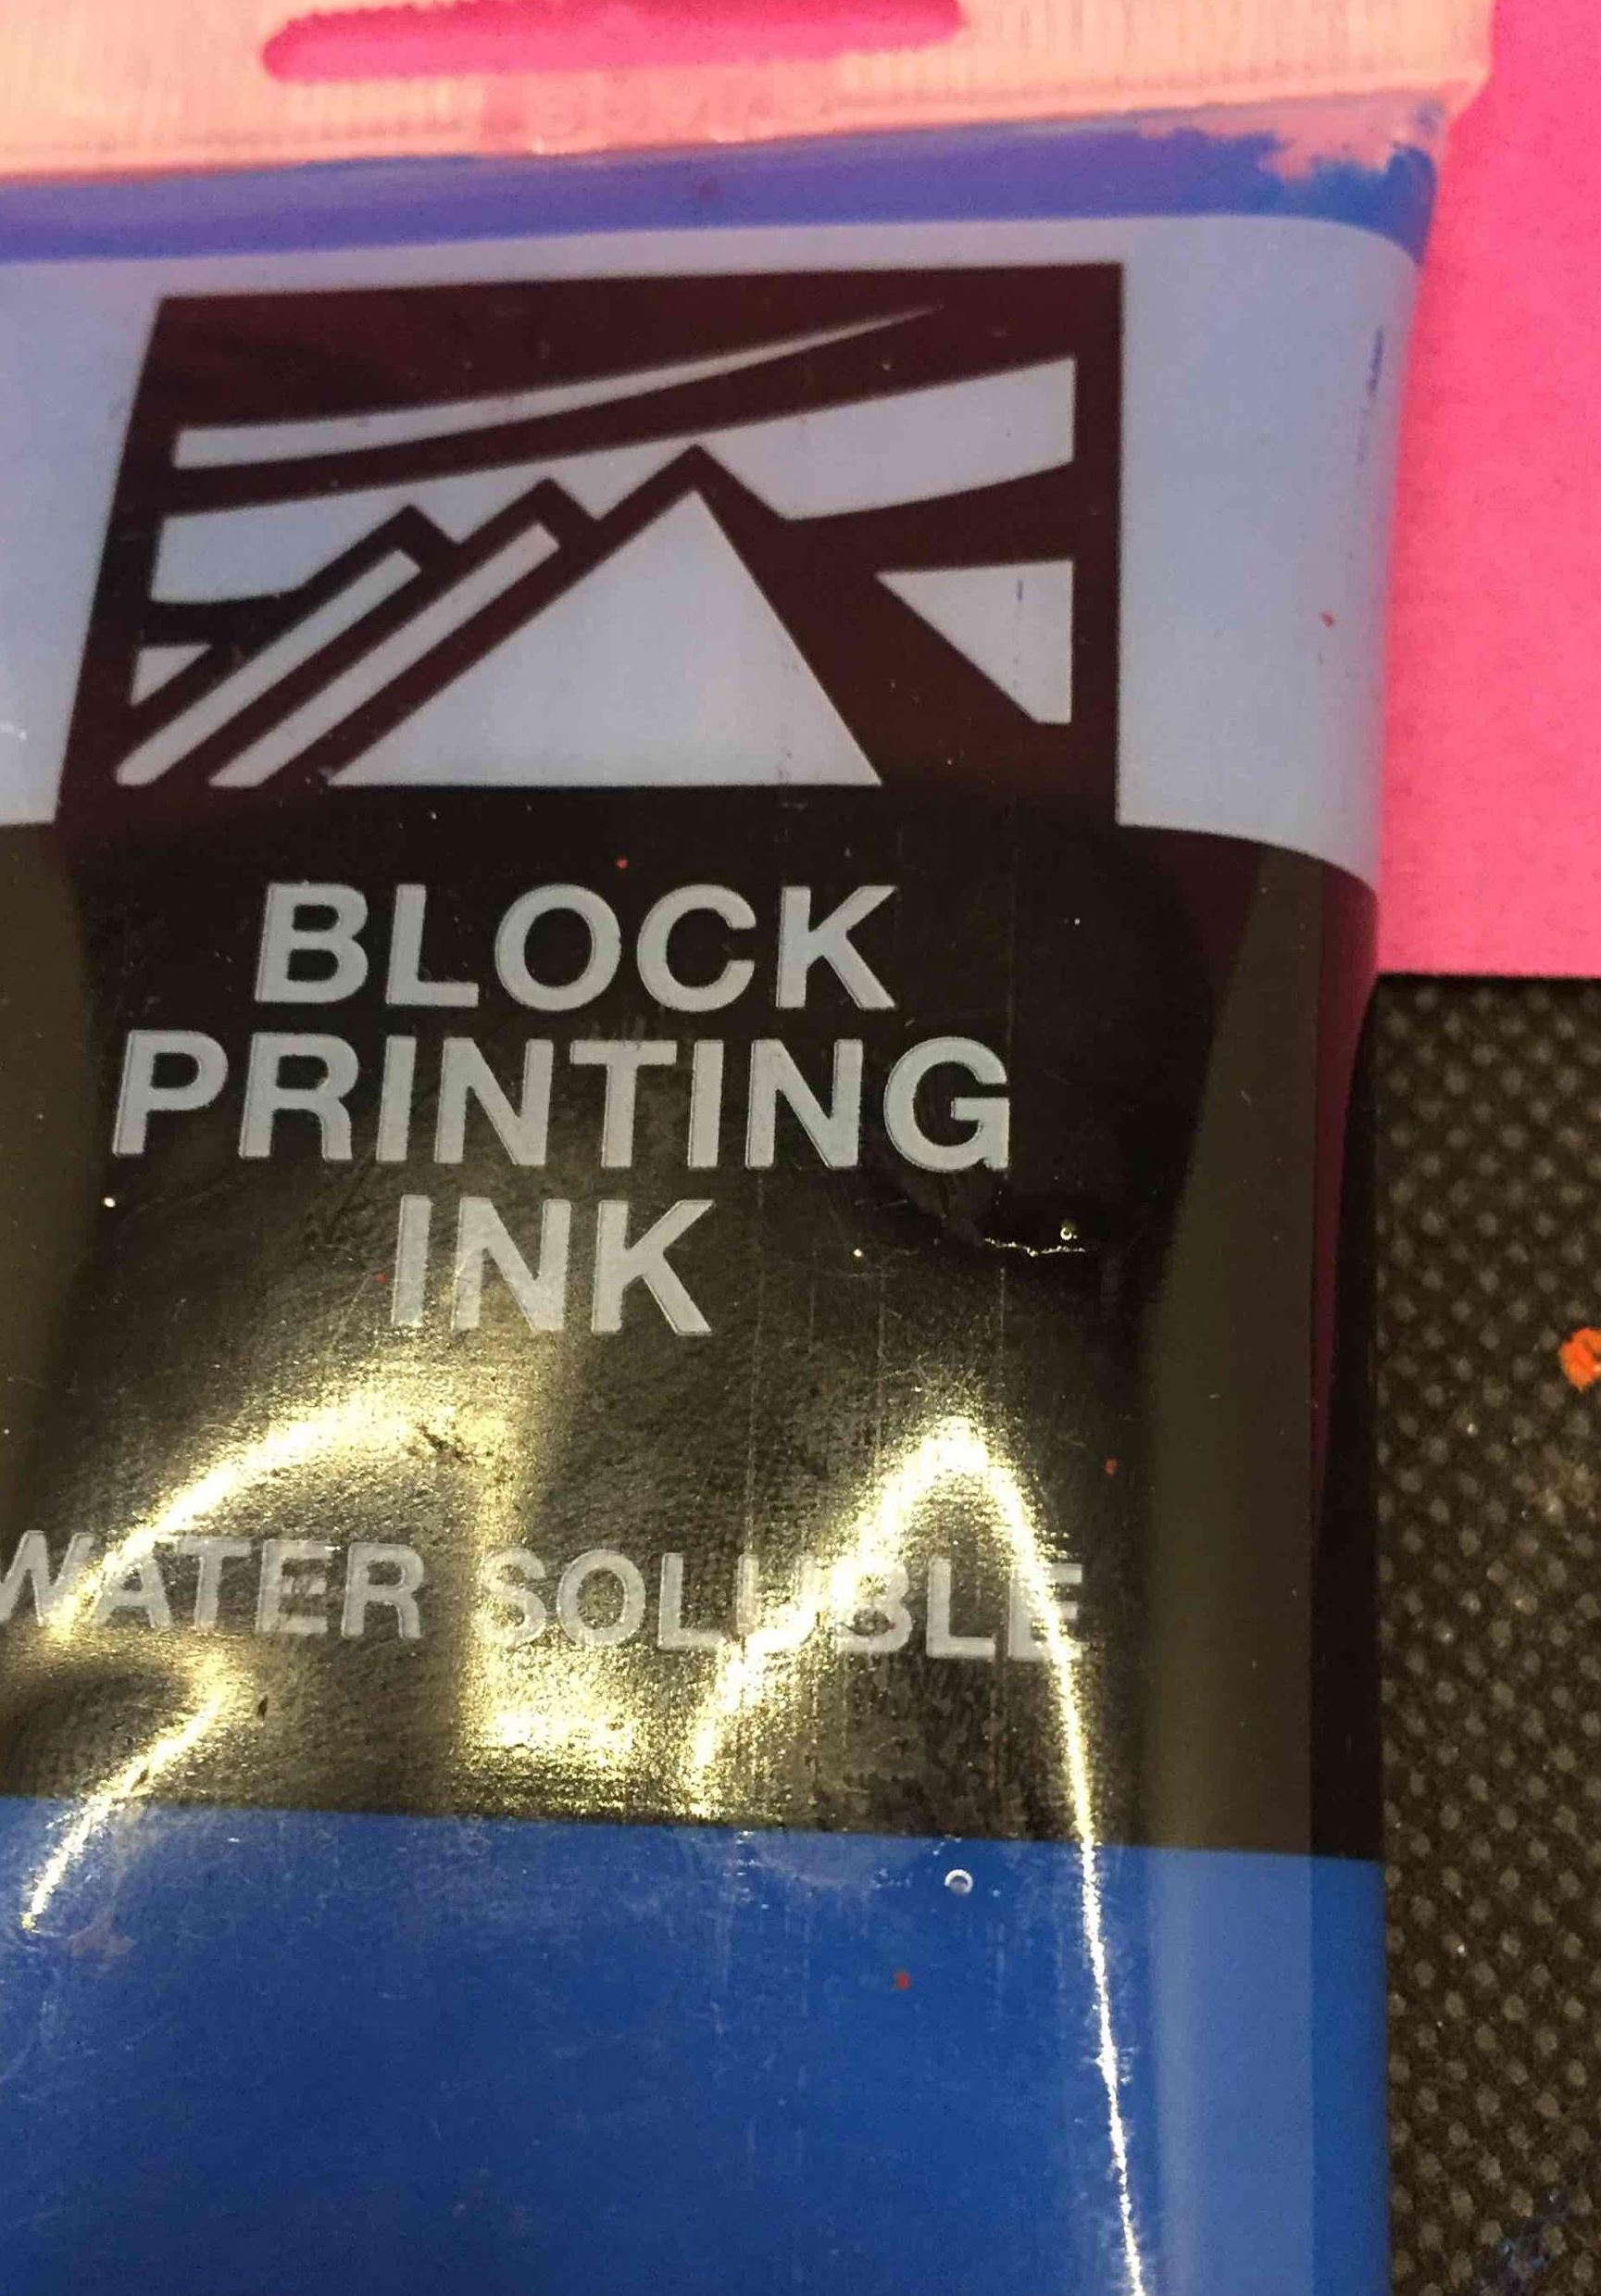 BLOCK
PRINTING
INK
WATER SOLUBLE